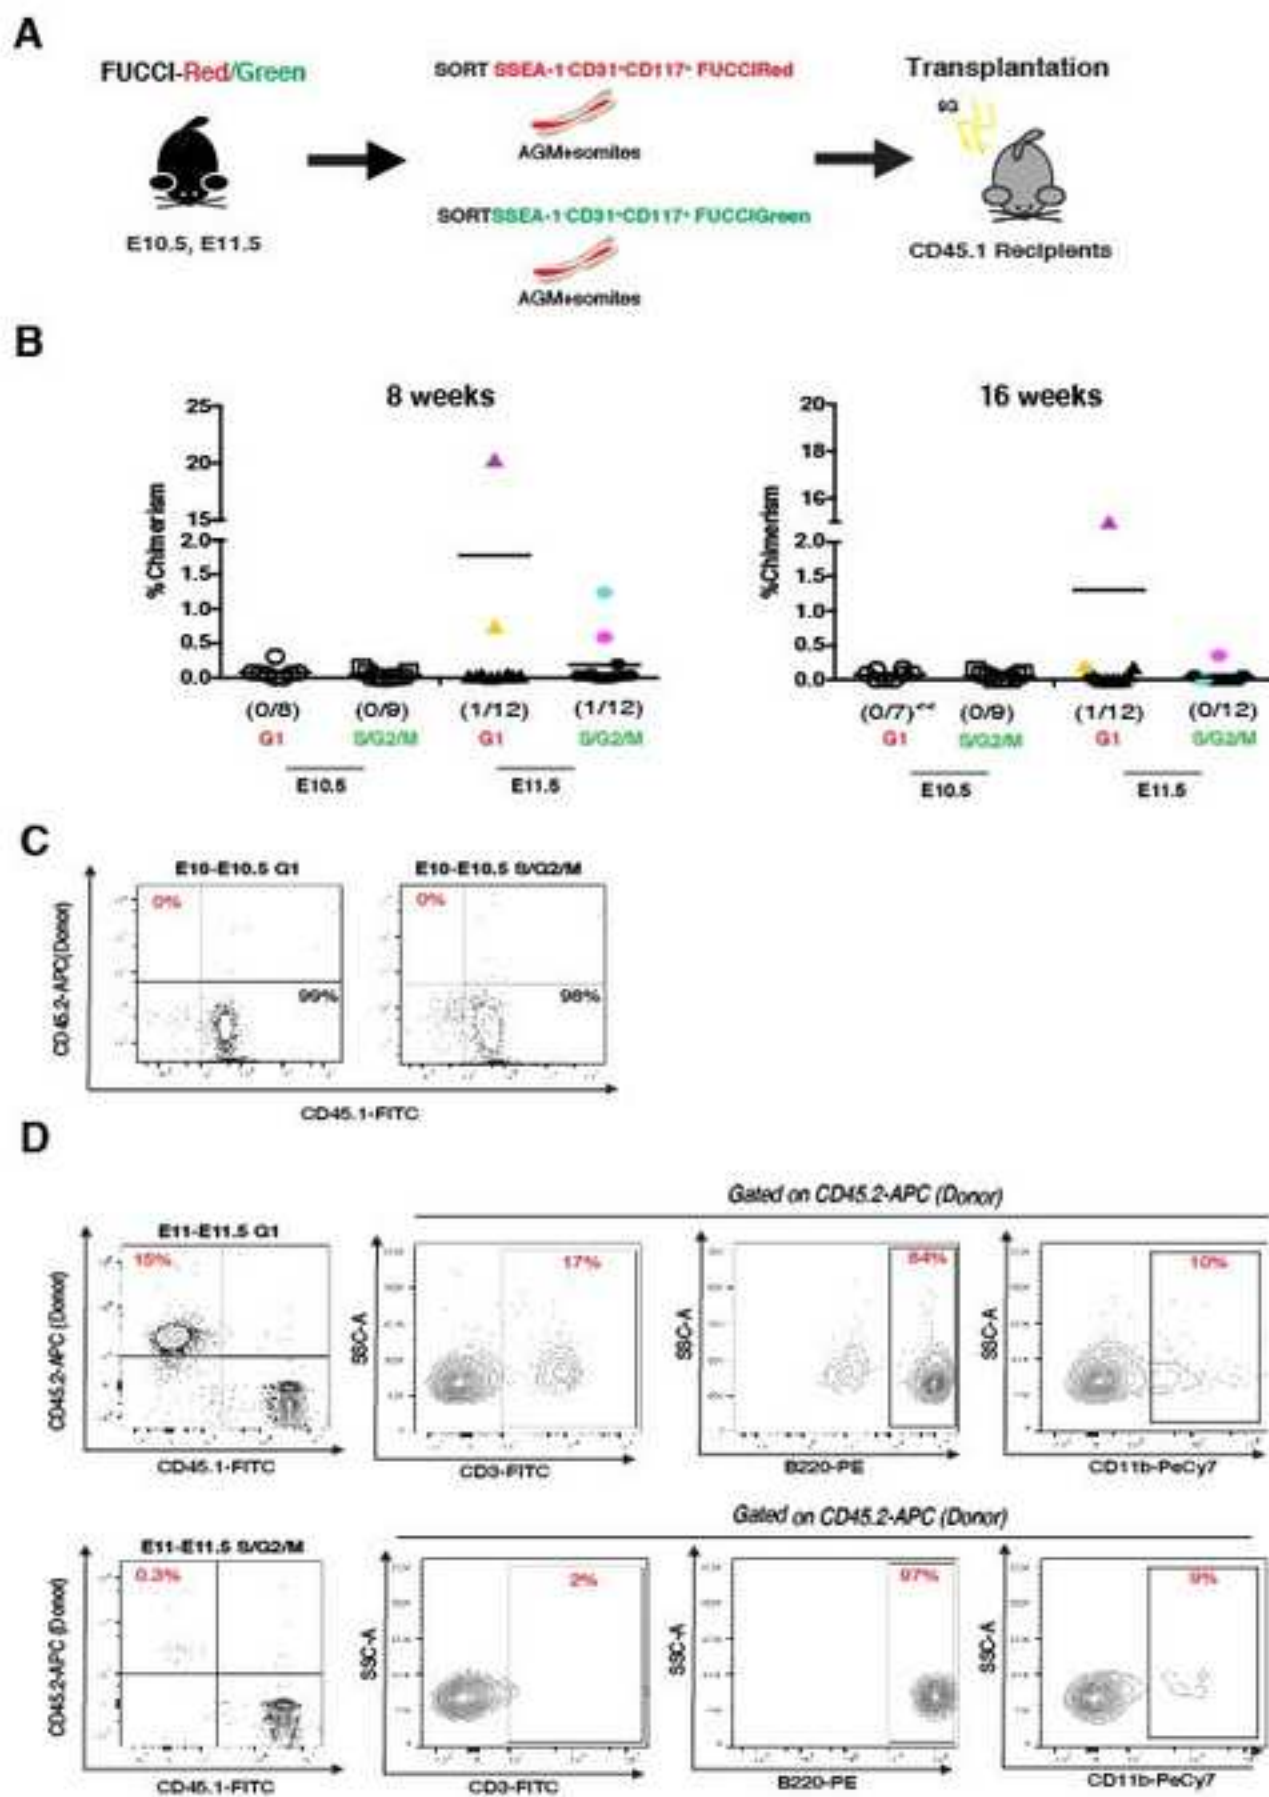 A
FUCCI-Red/Green
E10.5, E11.5
SORT SSEA-1-CD31+CD117+ FUCCIRed
AGM+somites
SORTSSEA-1-CD31+CD117+ FUCCIGreen
AGM+somites
Transplantation
CD45.1 Recipients
B
8 weeks
%Chimerism
25
20
15
2.0
1.5
1.0
0.5
0.0
(0/8) (0/9) (1/12) (1/12)
G1 S/G2/M G1 S/G2/M
E10.5 E11.5
16 weeks
%Chimerism
20
18
16
2.0
1.5
1.0
0.5
0.0
(0/7) (0/9) (1/12) (0/12)
G1 S/G2/M G1 S/G2/M
E10.5 E11.5
C
E10-E10.5 G1
E10-E10.5 S/G2/M
0%
99%
0%
98%
CD45.2-APC(Donor)
CD45.1-FITC
D
Gated on CD45.2-APC (Donor)
E11-E11.5 G1
15%
17%
84%
10%
CD45.2-APC (Donor)
SSC-A
SSC-A
SSC-A
CD45.1-FITC
CD3-FITC
B220-PE
CD11b-PeCy7
Gated on CD45.2-APC (Donor)
E11-E11.5 S/G2/M
0.3%
2%
97%
9%
CD45.2-APC (Donor)
SSC-A
SSC-A
SSC-A
CD45.1-FITC
CD3-FITC
B220-PE
CD11b-PeCy7